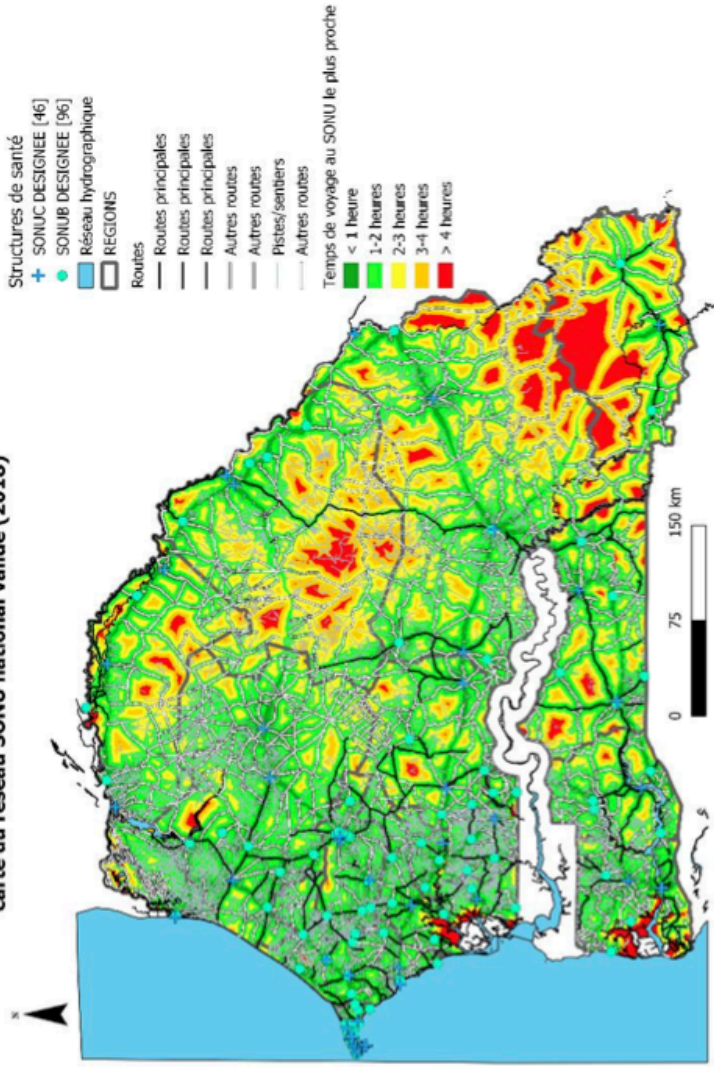 Carte du réseau SONU national validé (2018)
N
Structures de santé
SONUC DESIGNEE [46]
SONUB DESIGNEE [96]
Réseau hydrographique
REGIONS
Routes
Routes principales
Routes principales
Routes principales
Autres routes
Autres routes
Pistes/sentiers
Autres routes
Temps de voyage au SONU le plus proche
< 1 heure
1-2 heures
2-3 heures
3-4 heures
> 4 heures
0 75 150 km